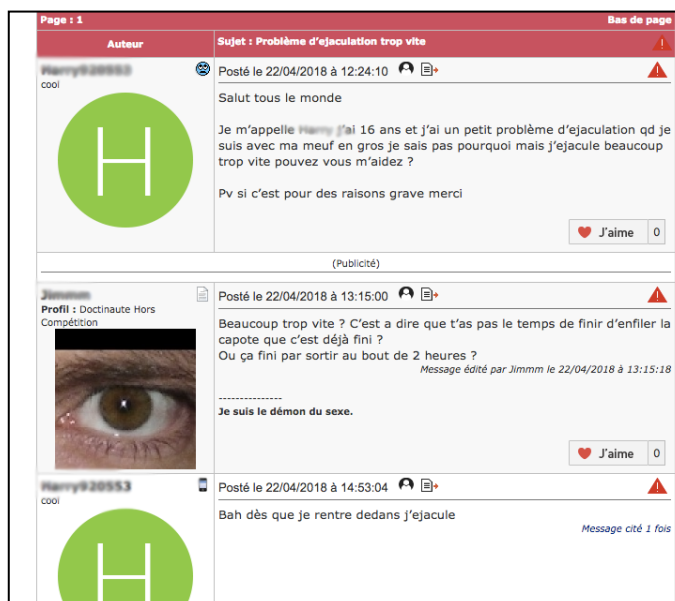 Page : 1 Bas de page
Auteur
Sujet : Problème d'ejaculation trop vite
cool
H
Posté le 22/04/2018 à 12:24:10
Salut tous le monde
Je m'appelle j'ai 16 ans et j'ai un petit problème d'ejaculation qd je
suis avec ma meuf en gros je sais pas pourquoi mais j'ejacule beaucoup
trop vite pouvez vous m'aidez ?
Pv si c'est pour des raisons grave merci
J'aime 0
(Publicité)
Profil : Doctinaute Hors
Compétition
Posté le 22/04/2018 à 13:15:00
Beaucoup trop vite ? C'est a dire que t'as pas le temps de finir d'enfiler la
capote que c'est déjà fini ?
Ou ça fini par sortir au bout de 2 heures ?
Message édité par Jimmm le 22/04/2018 à 13:15:18
---------------
Je suis le démon du sexe.
J'aime 0
cool
H
Posté le 22/04/2018 à 14:53:04
Bah dès que je rentre dedans j'ejacule
Message cité 1 fois